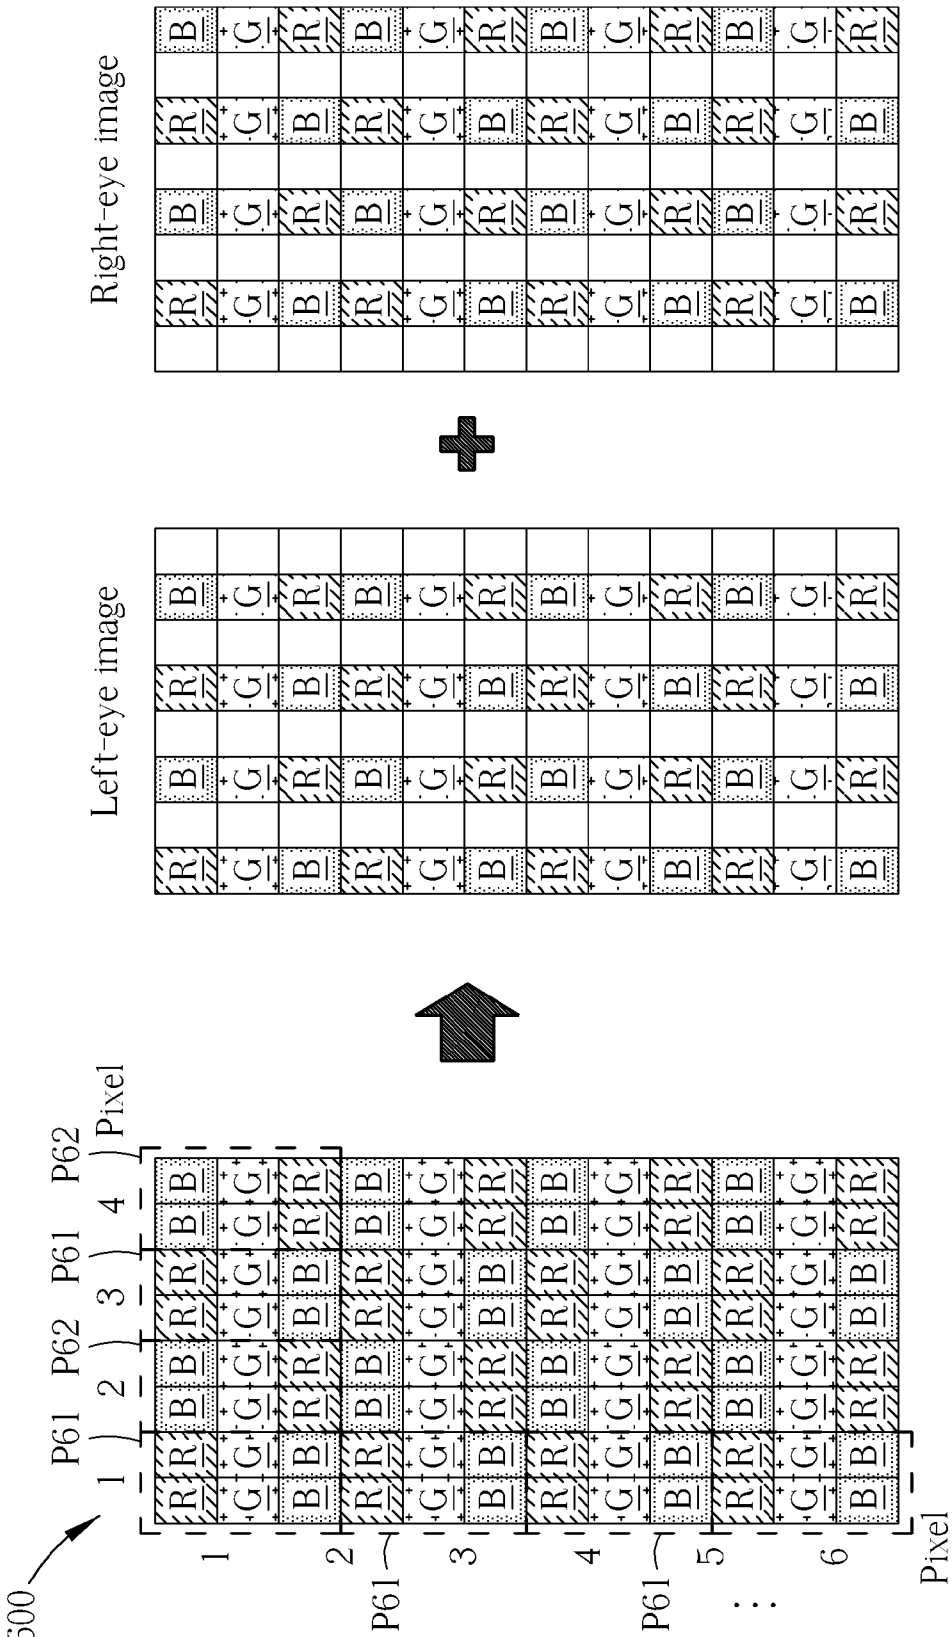 600
P61 P62 P61 P62
1 2 3 4 Pixel
Left-eye image
Right-eye image
R R B B R R B B R B R B R B R B
1 G G G G G G G G G G G G G G G G
B B R R B B R R B R B R B R B R
2
R R B B R R B B R B R B R B R B
P61
G G G G G G G G G G G G G G G G
3
B B R R B B R R B R B R B R B R
R R B B R R B B R B R B R B R B
4
G G G G G G G G G G G G G G G G
P61
B B R R B B R R B R B R B R B R
5
R R B B R R B B R B R B R B R B
⋮
G G G G G G G G G G G G G G G G
6
B B R R B B R R B R B R B R B R
Pixel